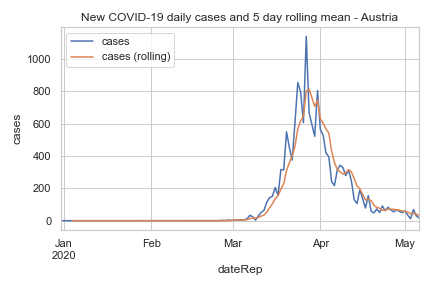 New COVID-19 daily cases and 5 day rolling mean - Austria
cases
cases (rolling)
1000
800
600
400
200
0
cases
Jan
2020
Feb
Mar
Apr
May
dateRep